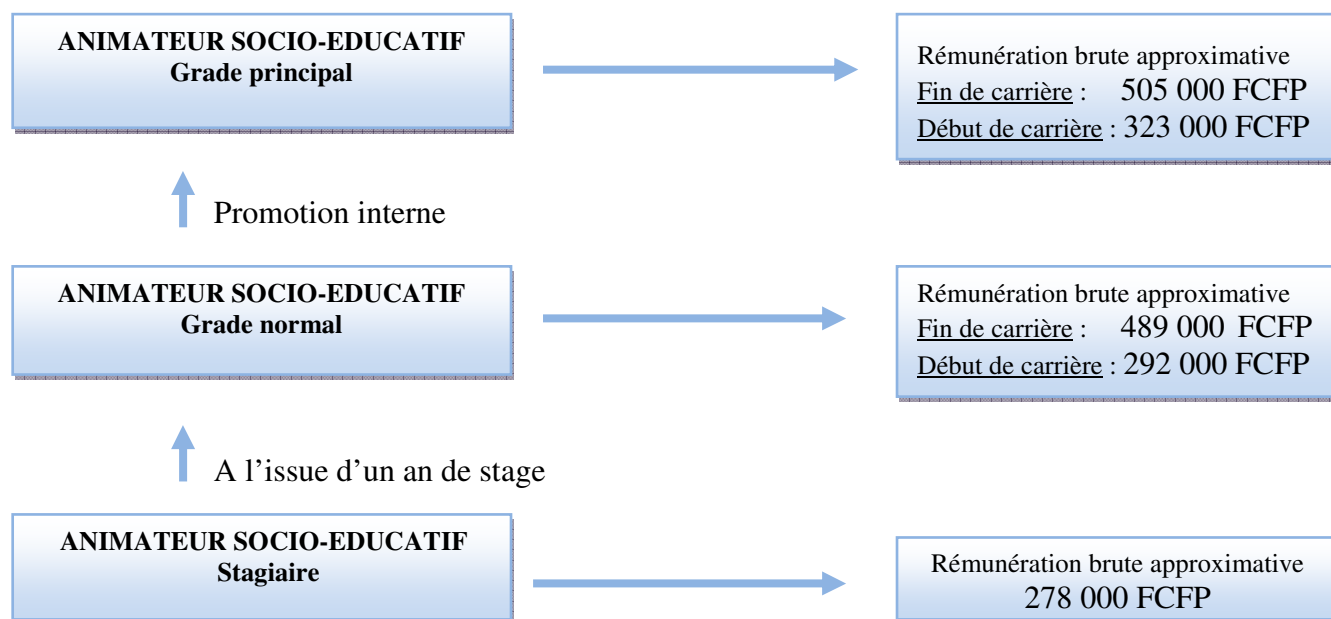 ANIMATEUR SOCIO-EDUCATIF
Grade principal
Rémunération brute approximative
Fin de carrière : 505 000 FCFP
Début de carrière : 323 000 FCFP
Promotion interne
ANIMATEUR SOCIO-EDUCATIF
Grade normal
Rémunération brute approximative
Fin de carrière : 489 000 FCFP
Début de carrière : 292 000 FCFP
A l’issue d’un an de stage
ANIMATEUR SOCIO-EDUCATIF
Stagiaire
Rémunération brute approximative
278 000 FCFP